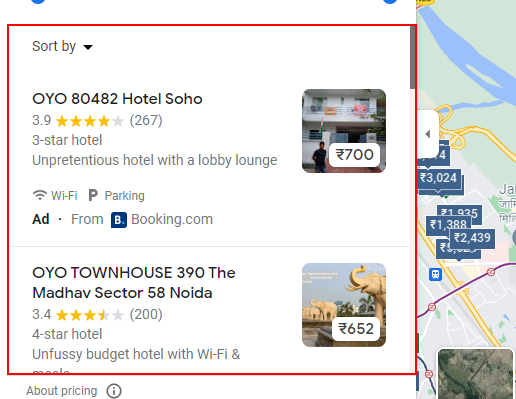 Sort by
OYO 80482 Hotel Soho
3.9 (267)
3-star hotel
Unpretentious hotel with a lobby lounge
₹700
Wi-Fi P Parking
Ad · From B. Booking.com
OYO TOWNHOUSE 390 The
Madhav Sector 58 Noida
3.4 (200)
4-star hotel
Unfussy budget hotel with Wi-Fi &
meals
₹652
About pricing
₹3,024
₹1,935
₹1,388
₹2,439